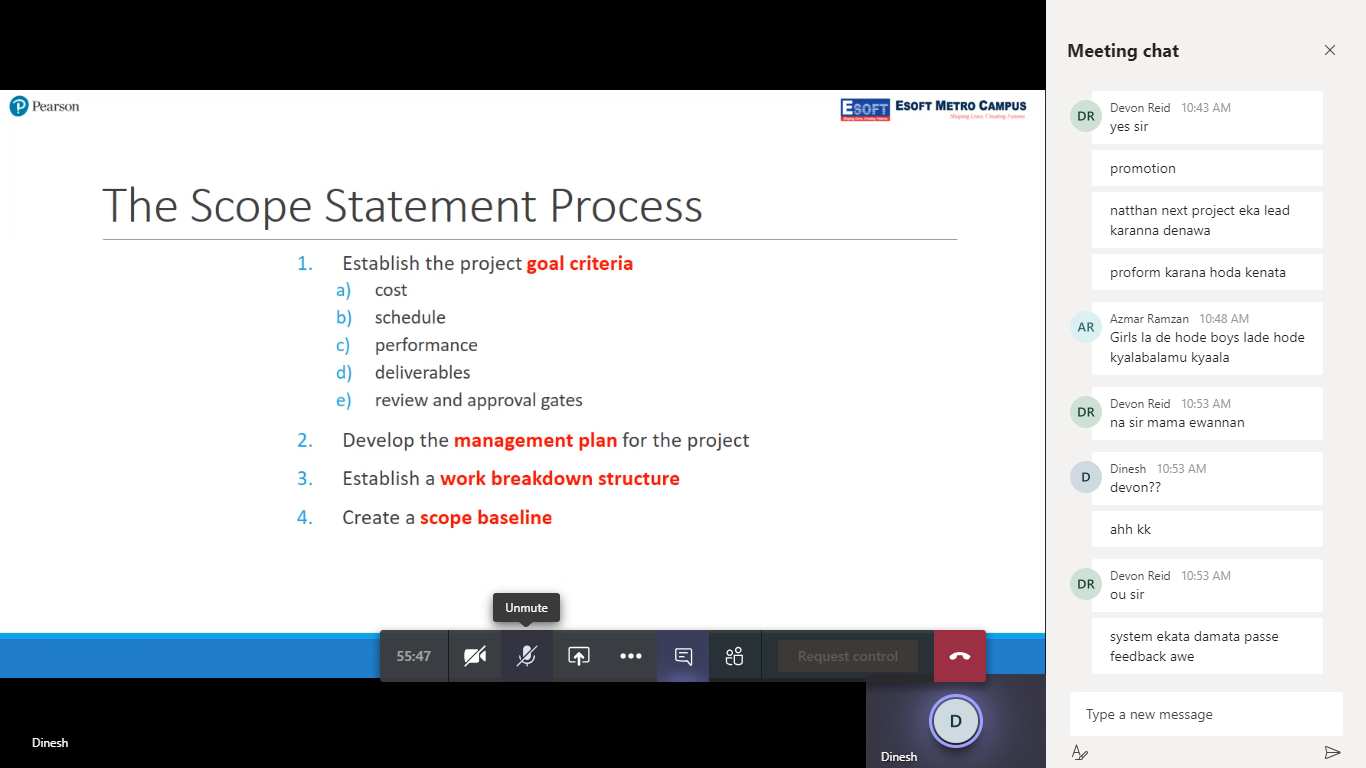 Pearson
ESOFT
Shaping Lives, Creating Futures
ESOFT METRO CAMPUS
Shaping Lives, Creating Futures
The Scope Statement Process
1. Establish the project goal criteria
a) cost
b) schedule
c) performance
d) deliverables
e) review and approval gates
2. Develop the management plan for the project
3. Establish a work breakdown structure
4. Create a scope baseline
Unmute
55:47
Request control
Dinesh
D
Dinesh
Meeting chat
DR
Devon Reid 10:43 AM
yes sir
promotion
natthan next project eka lead
karanna denawa
proform karana hoda kenata
AR
Azmar Ramzan 10:48 AM
Girls la de hode boys lade hode
kyalabalamu kyaala
DR
Devon Reid 10:53 AM
na sir mama ewannan
D
Dinesh 10:53 AM
devon??
ahh kk
DR
Devon Reid 10:53 AM
ou sir
system ekata damata passe
feedback awe
Type a new message